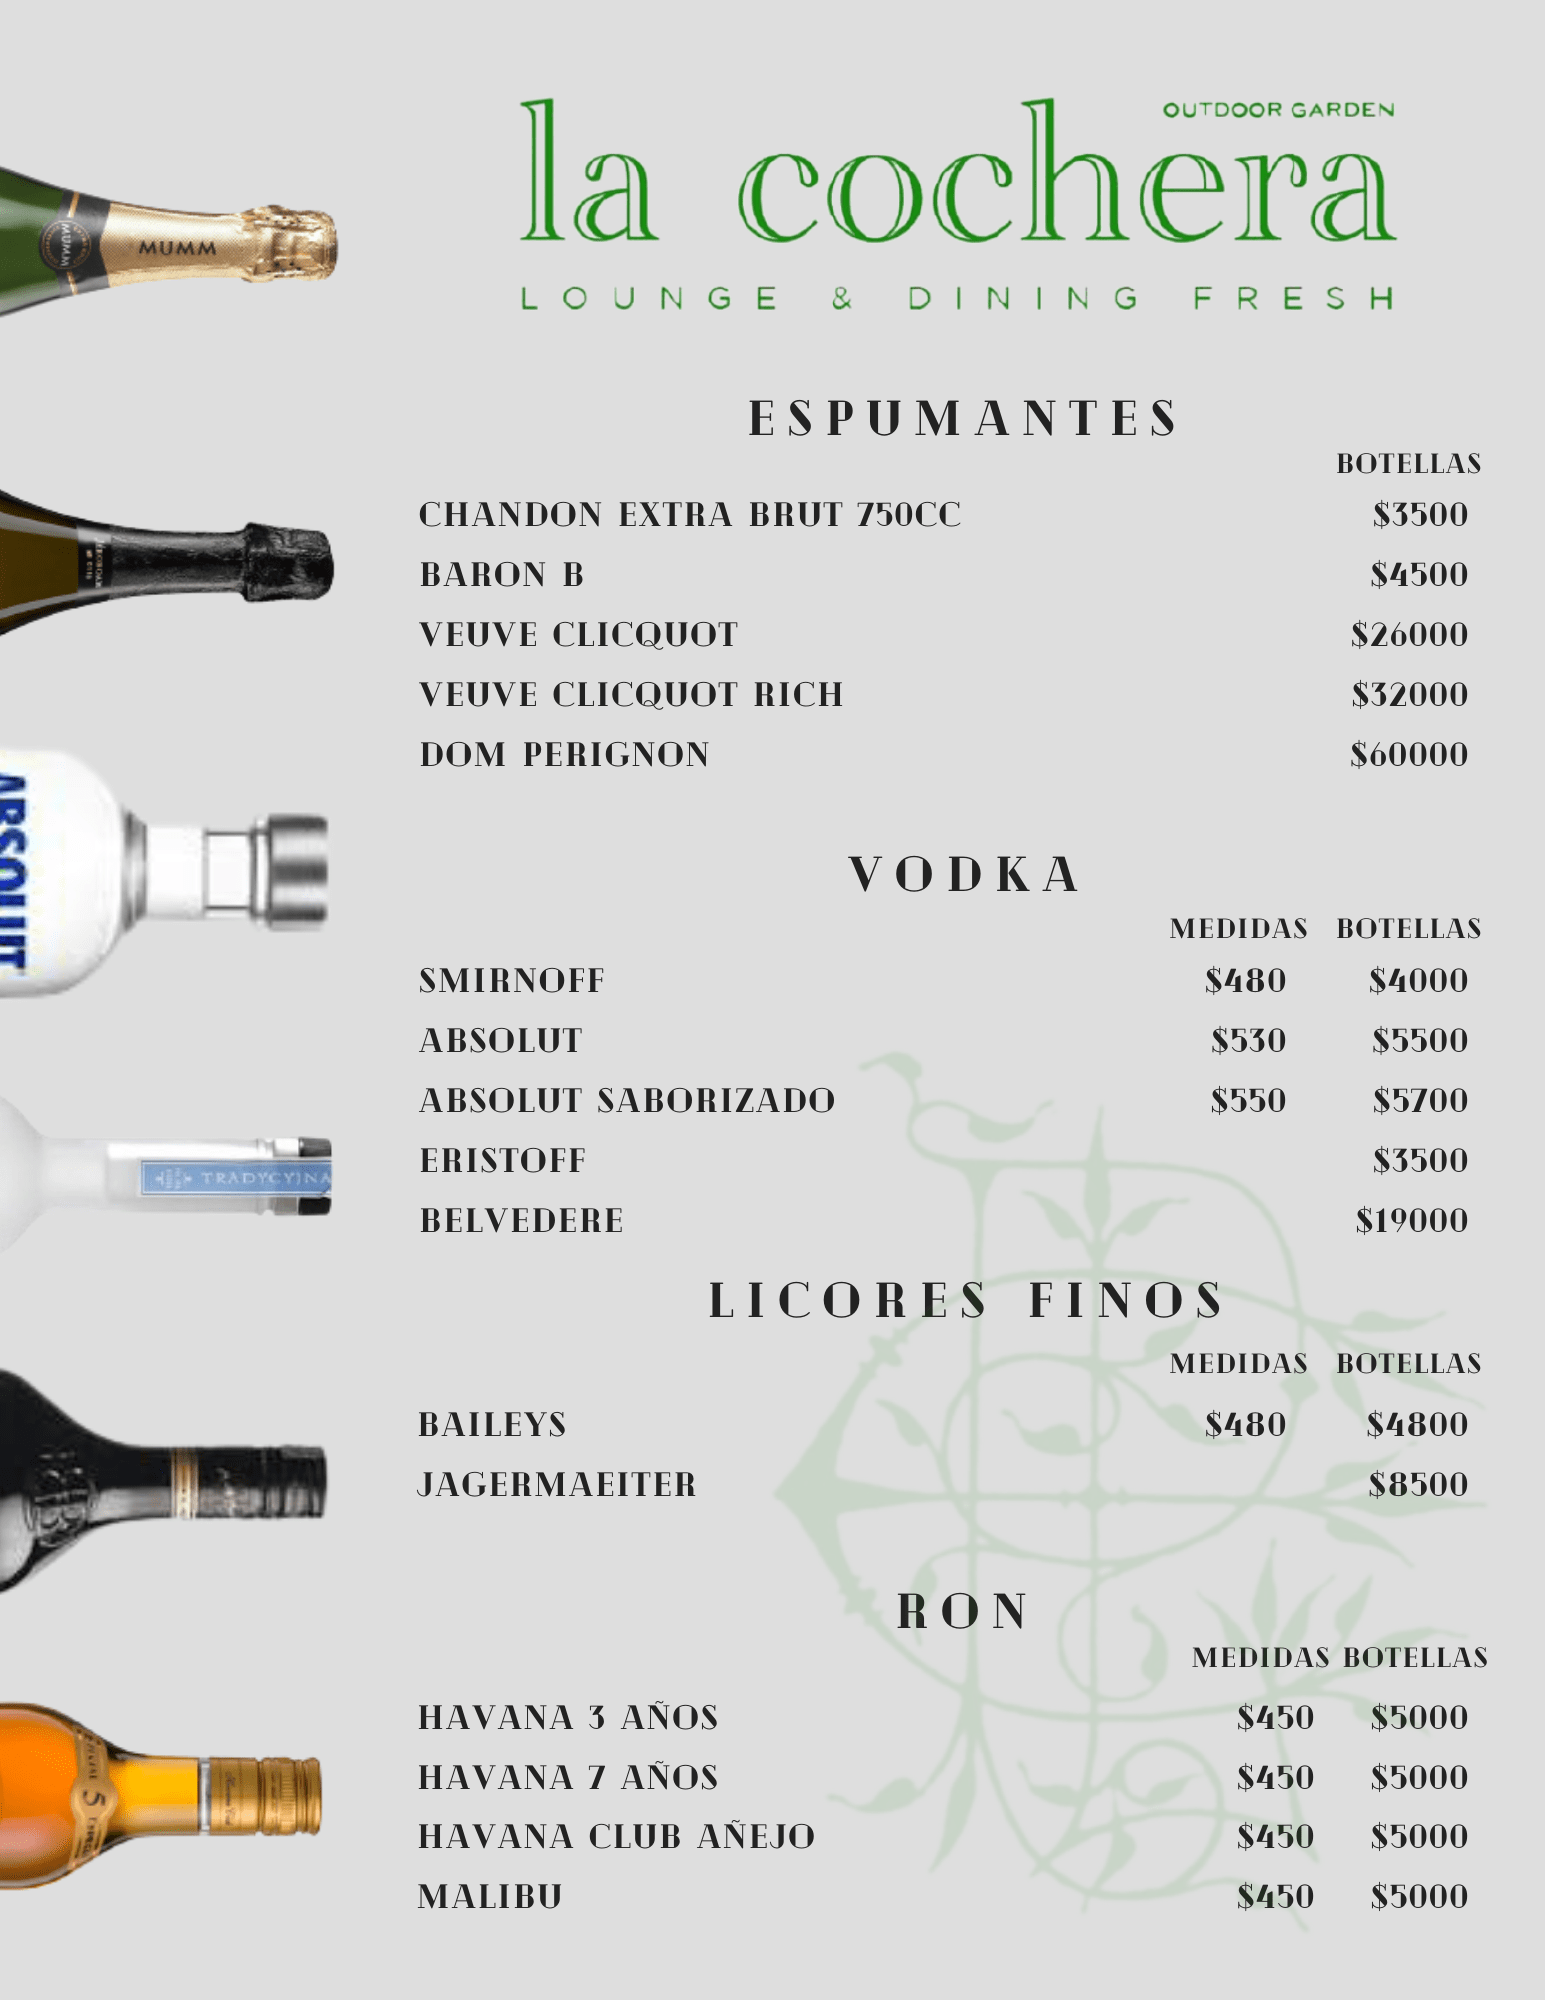 OUTDOOR GARDEN
la cochera
LOUNGE & DINING FRESH
MUMM
MUMM
ESPUMANTES
BOTELLAS
CHANDON EXTRA BRUT 750CC $3500
BARON B $4500
VEUVE CLICQUOT $26000
VEUVE CLICQUOT RICH $32000
DOM PERIGNON $60000
ABSOLUT
VODKA
MEDIDAS BOTELLAS
SMIRNOFF $480 $4000
ABSOLUT $530 $5500
ABSOLUT SABORIZADO $550 $5700
ERISTOFF $3500
BELVEDERE $19000
TRADYCYJNA
LICORES FINOS
MEDIDAS BOTELLAS
BAILEYS $480 $4800
JAGERMAEITER $8500
RON
MEDIDAS BOTELLAS
HAVANA 3 AÑOS $450 $5000
HAVANA 7 AÑOS $450 $5000
HAVANA CLUB AÑEJO $450 $5000
MALIBU $450 $5000
5